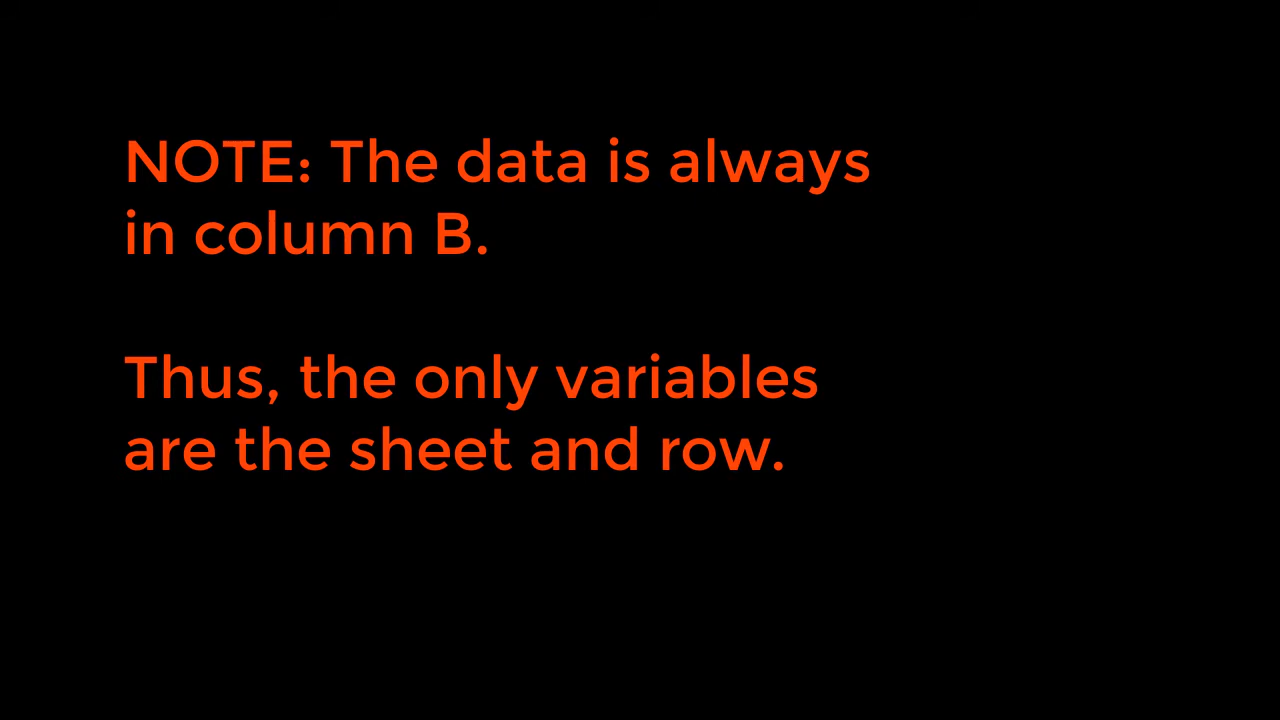 NOTE: The data is always
in column B.
Thus, the only variables
are the sheet and row.